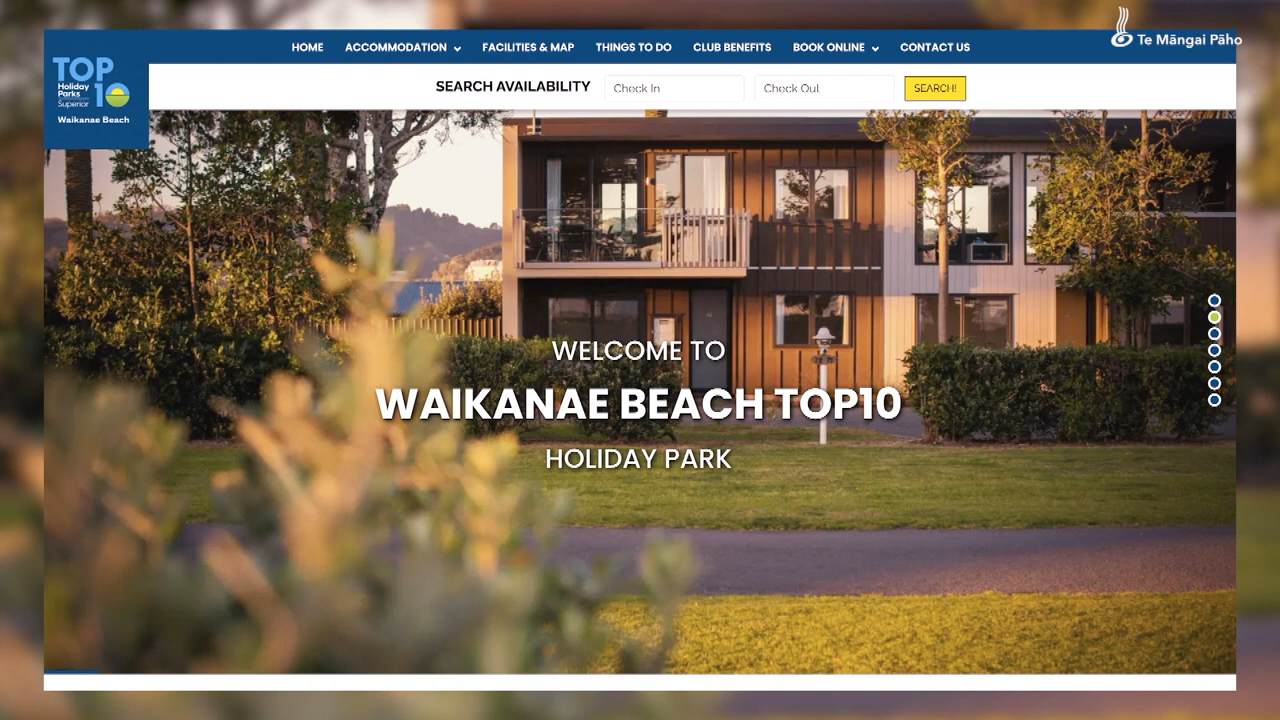 HOME ACCOMMODATION FACILITIES & MAP THINGS TO DO CLUB BENEFITS BOOK ONLINE CONTACT US
Te Māngai Pāho
TOP 10
Holiday
Parks
Superior
Waikanae Beach
SEARCH AVAILABILITY Check In Check Out SEARCH!
WELCOME TO
WAIKANAE BEACH TOP10
HOLIDAY PARK